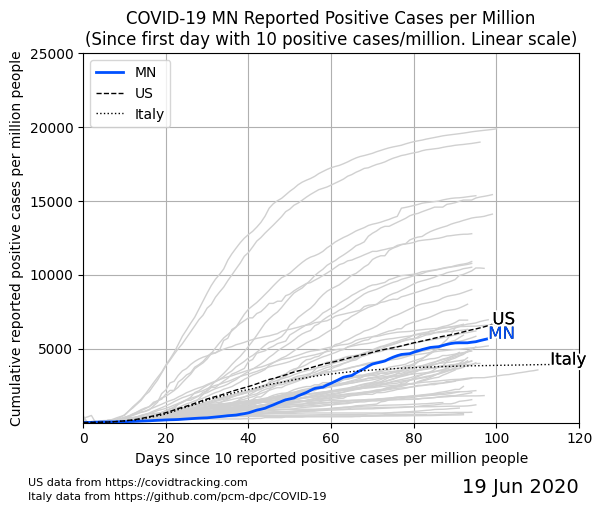 COVID-19 MN Reported Positive Cases per Million
(Since first day with 10 positive cases/million. Linear scale)
Cumulative reported positive cases per million people
25000
20000
15000
10000
5000
MN
US
Italy
US
MN
Italy
0
20
40
60
80
100
120
Days since 10 reported positive cases per million people
US data from https://covidtracking.com
Italy data from https://github.com/pcm-dpc/COVID-19
19 Jun 2020